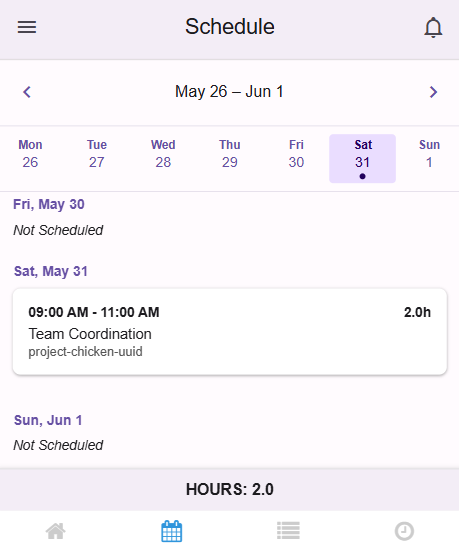 Schedule
May 26 – Jun 1
Mon Tue Wed Thu Fri Sat Sun
26 27 28 29 30 31 1
Fri, May 30
Not Scheduled
Sat, May 31
09:00 AM - 11:00 AM 2.0h
Team Coordination
project-chicken-uuid
Sun, Jun 1
Not Scheduled
HOURS: 2.0